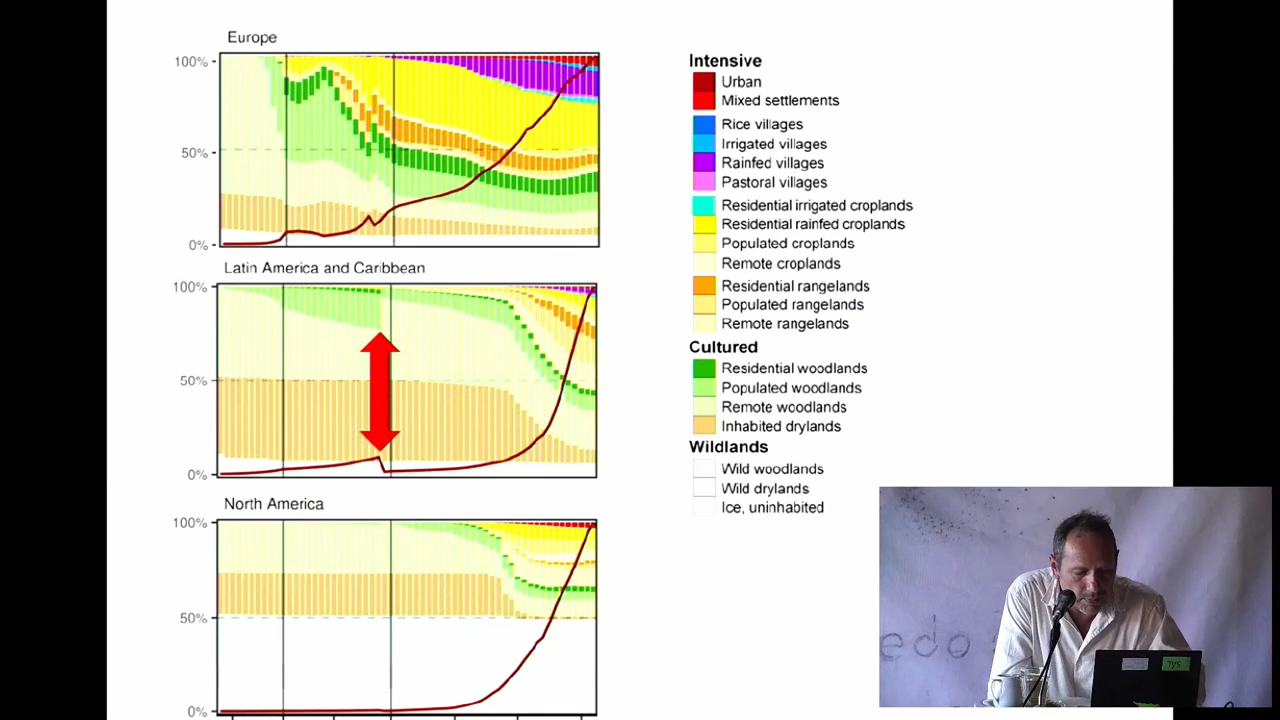 Europe
100%
50%
0%
Latin America and Caribbean
100%
50%
0%
North America
100%
50%
0%
Intensive
Urban
Mixed settlements
Rice villages
Irrigated villages
Rainfed villages
Pastoral villages
Residential irrigated croplands
Residential rainfed croplands
Populated croplands
Remote croplands
Residential rangelands
Populated rangelands
Remote rangelands
Cultured
Residential woodlands
Populated woodlands
Remote woodlands
Inhabited drylands
Wildlands
Wild woodlands
Wild drylands
Ice, uninhabited
edo
TYS